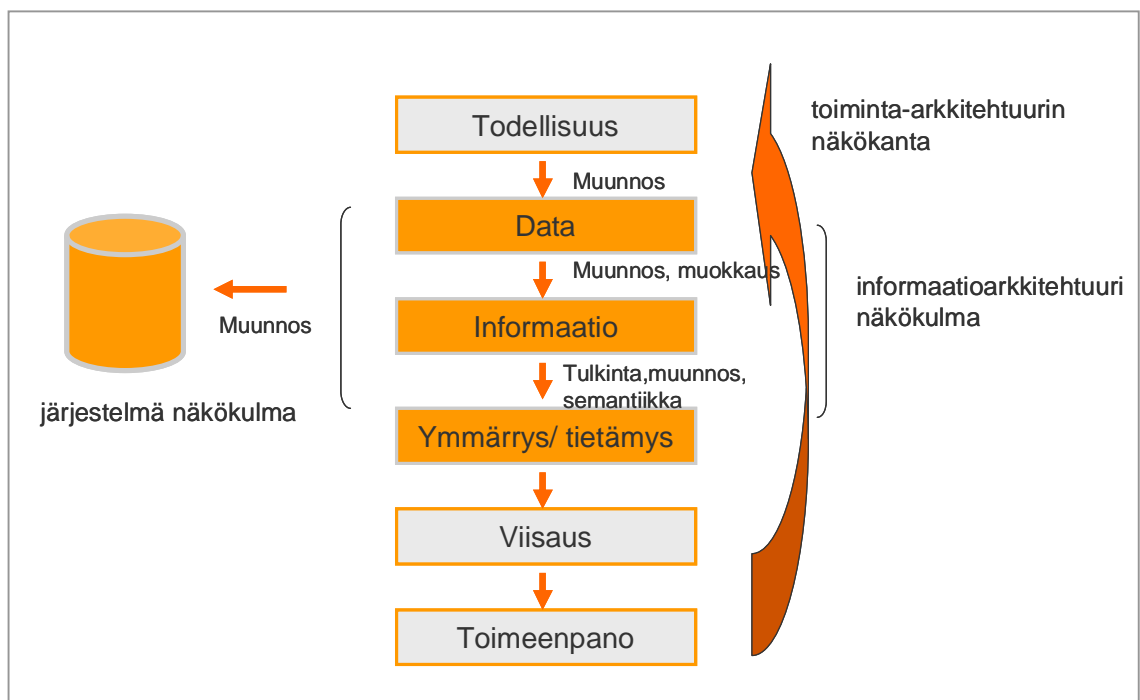 Todellisuus
toiminta-arkkitehtuurin
näkökanta
Muunnos
Data
Muunnos, muokkaus
informaatioarkkitehtuuri
näkökulma
Muunnos
Informaatio
Tulkinta,muunnos,
semantiikka
järjestelmä näkökulma
Ymmärrys/ tietämys
Viisaus
Toimeenpano